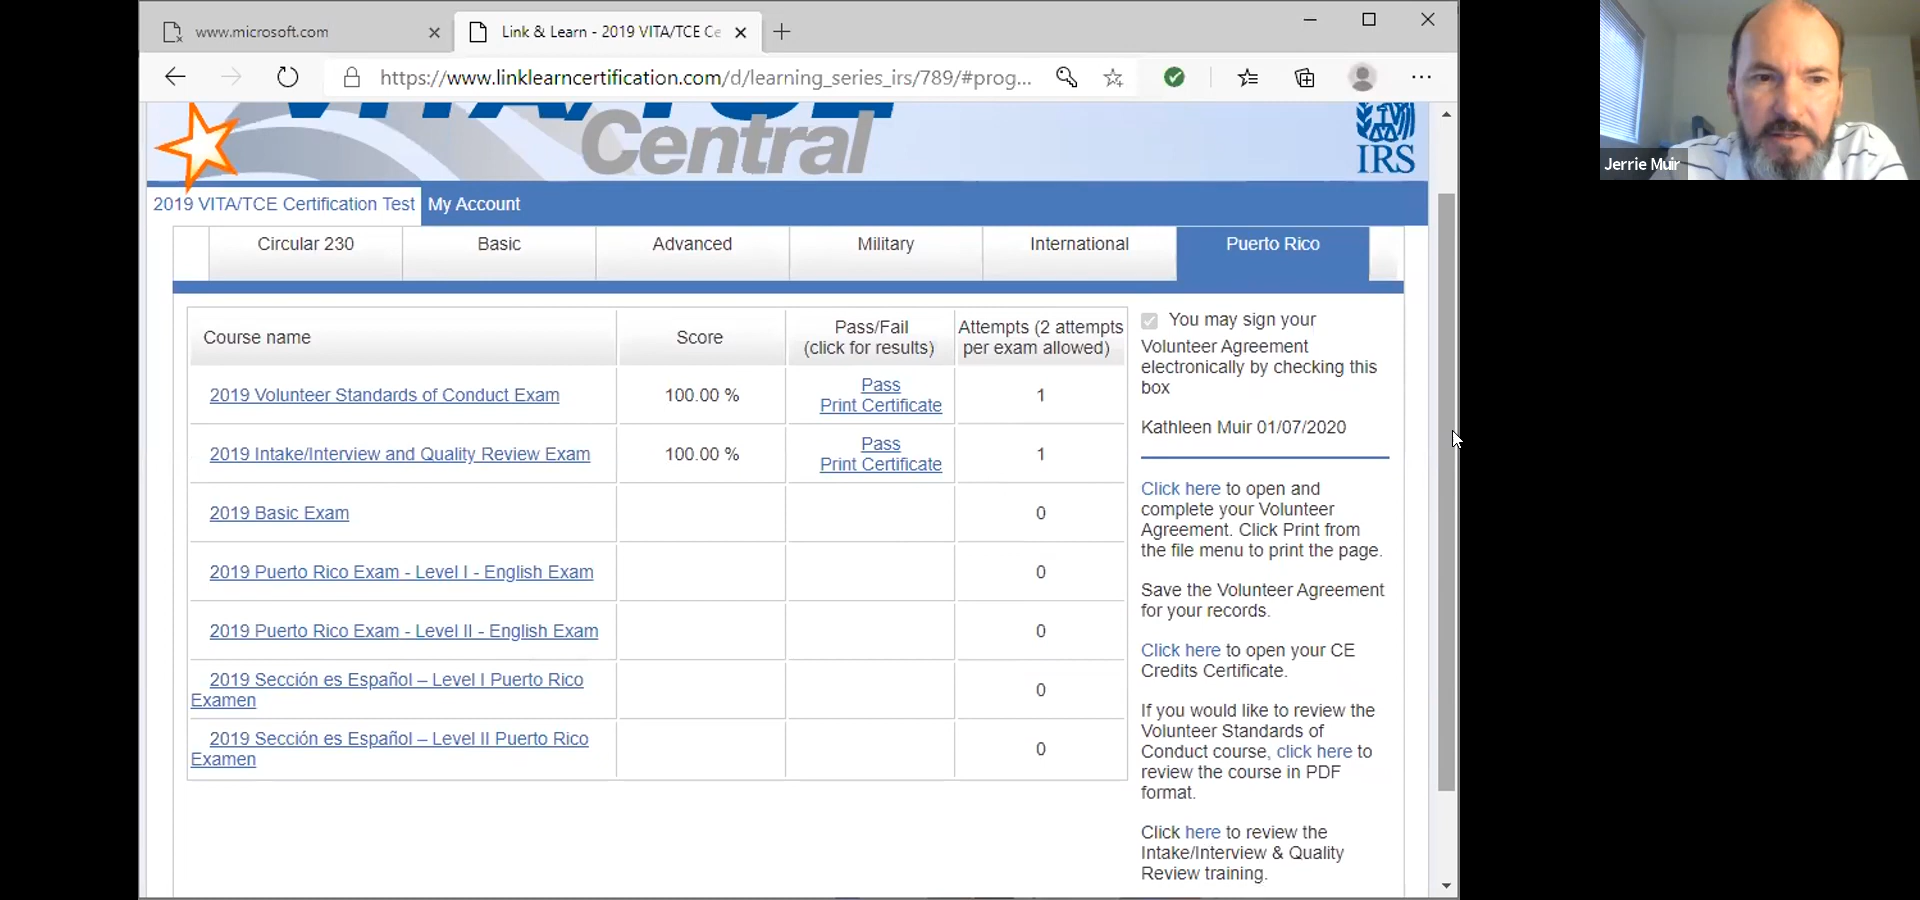 www.microsoft.com
Link & Learn - 2019 VITA/TCE Ce
https://www.linklearncertification.com/d/learning_series_irs/789/#prog...
VITA/TCE
Central
IRS
2019 VITA/TCE Certification Test
My Account
Circular 230
Basic
Advanced
Military
International
Puerto Rico
Course name
Score
Pass/Fail
(click for results)
Attempts (2 attempts
per exam allowed)
2019 Volunteer Standards of Conduct Exam
100.00 %
Pass
Print Certificate
1
2019 Intake/Interview and Quality Review Exam
100.00 %
Pass
Print Certificate
1
2019 Basic Exam
0
2019 Puerto Rico Exam - Level I - English Exam
0
2019 Puerto Rico Exam - Level II - English Exam
0
2019 Sección es Español – Level I Puerto Rico
Examen
0
2019 Sección es Español – Level II Puerto Rico
Examen
0
You may sign your
Volunteer Agreement
electronically by checking this
box
Kathleen Muir 01/07/2020
Click here to open and
complete your Volunteer
Agreement. Click Print from
the file menu to print the page.
Save the Volunteer Agreement
for your records.
Click here to open your CE
Credits Certificate.
If you would like to review the
Volunteer Standards of
Conduct course, click here to
review the course in PDF
format.
Click here to review the
Intake/Interview & Quality
Review training.
Jerrie Muir